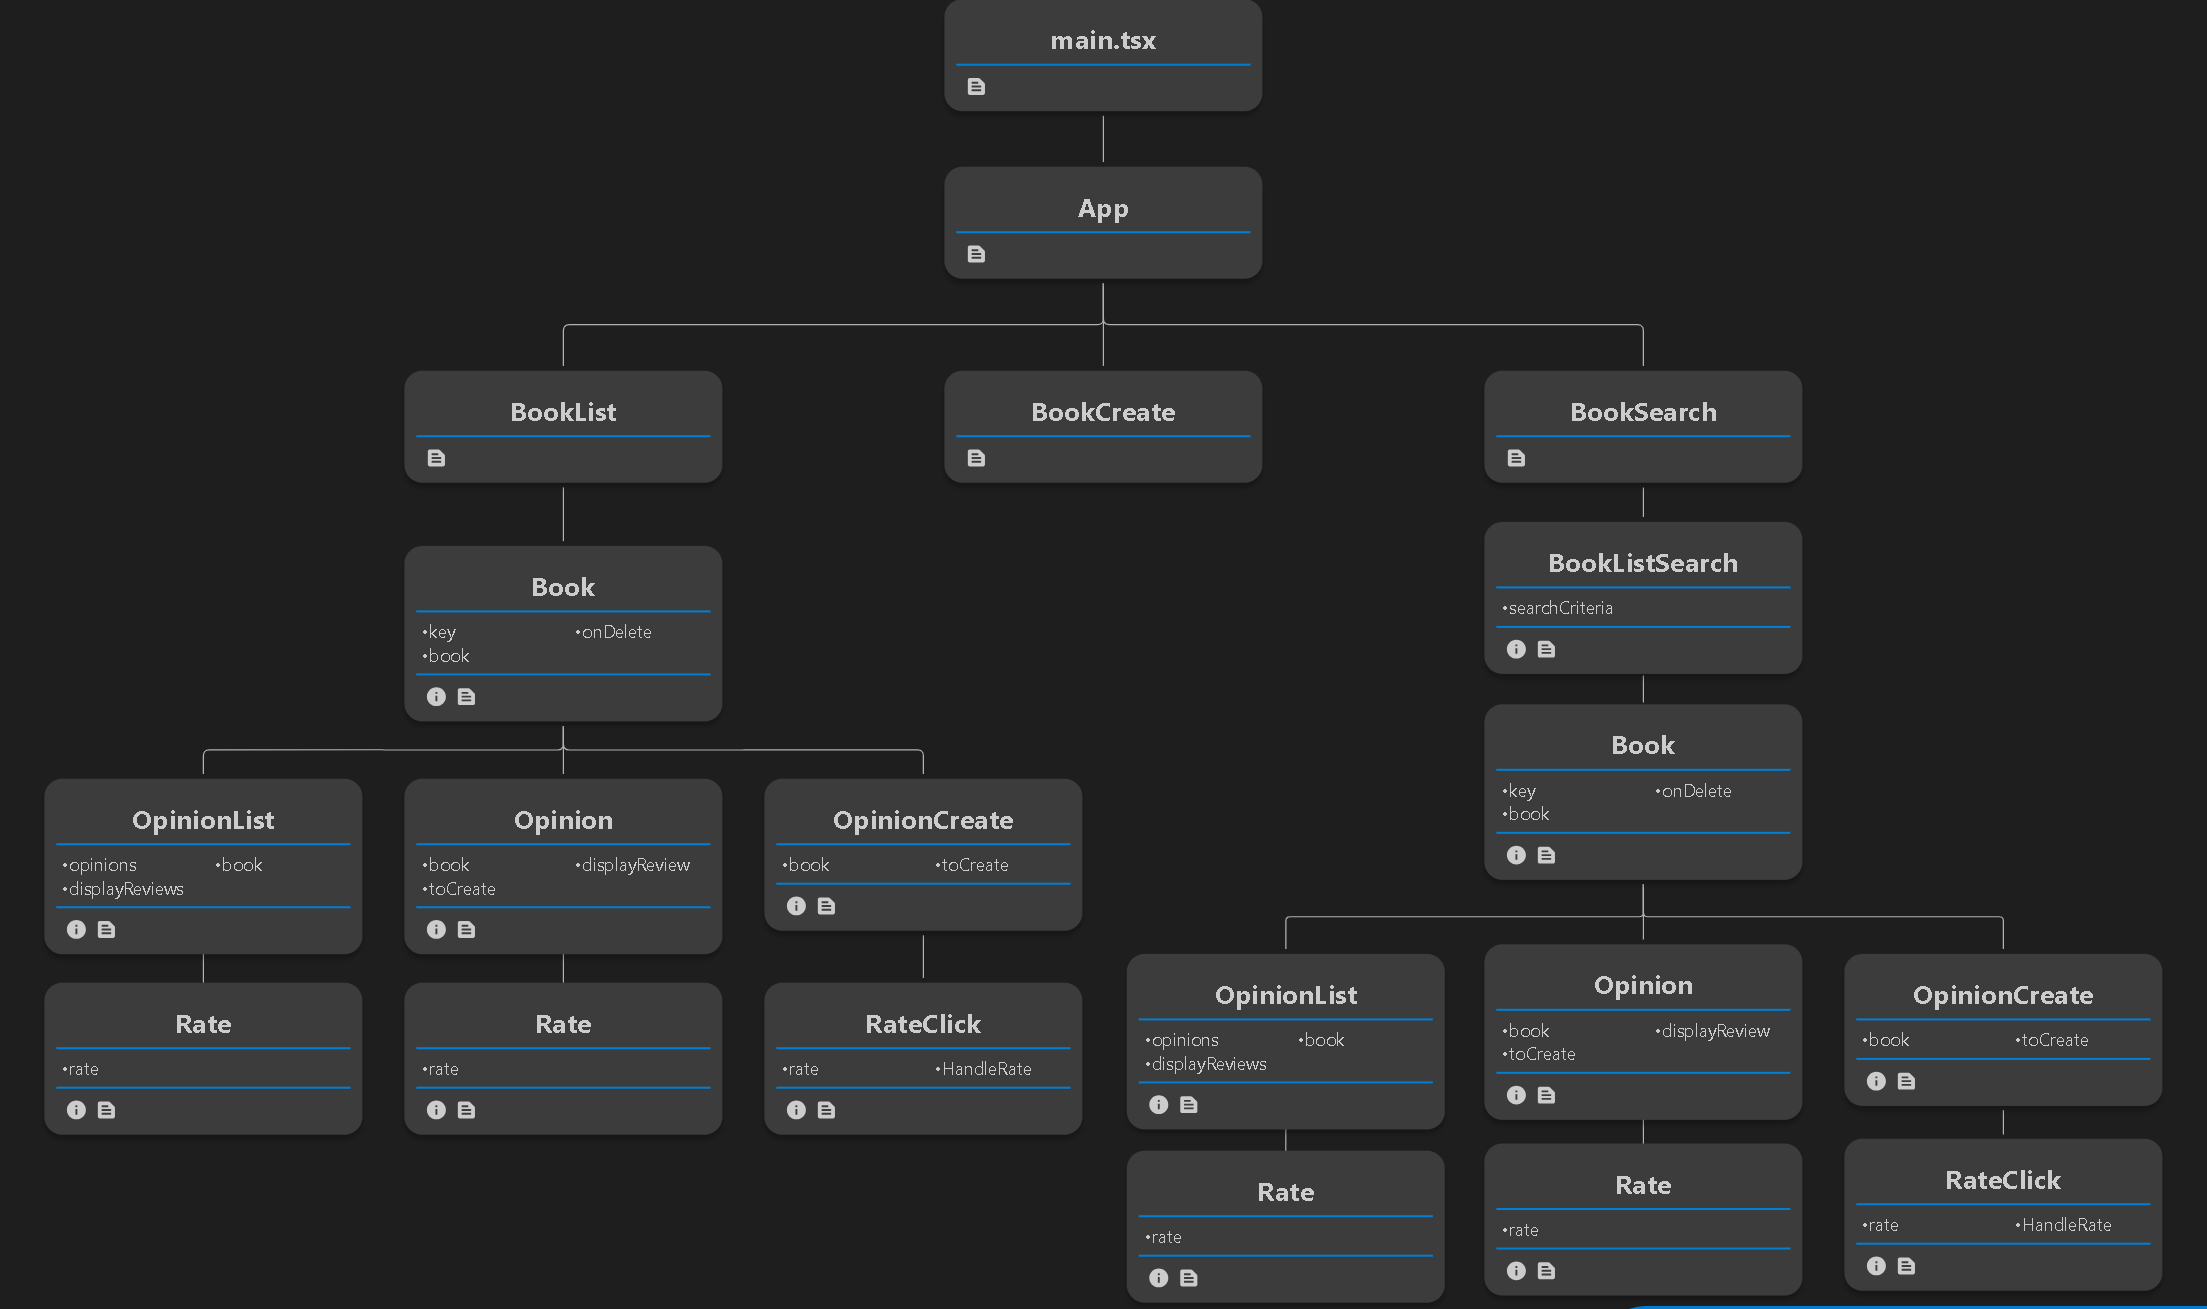 main.tsx
App
BookList
BookCreate
BookSearch
BookListSearch
•searchCriteria
Book
•key •onDelete
•book
Book
•key •onDelete
•book
OpinionList
•opinions •book
•displayReviews
Opinion
•book •displayReview
•toCreate
OpinionCreate
•book •toCreate
Rate
•rate
Rate
•rate
RateClick
•rate •HandleRate
OpinionList
•opinions •book
•displayReviews
Opinion
•book •displayReview
•toCreate
OpinionCreate
•book •toCreate
Rate
•rate
Rate
•rate
RateClick
•rate •HandleRate